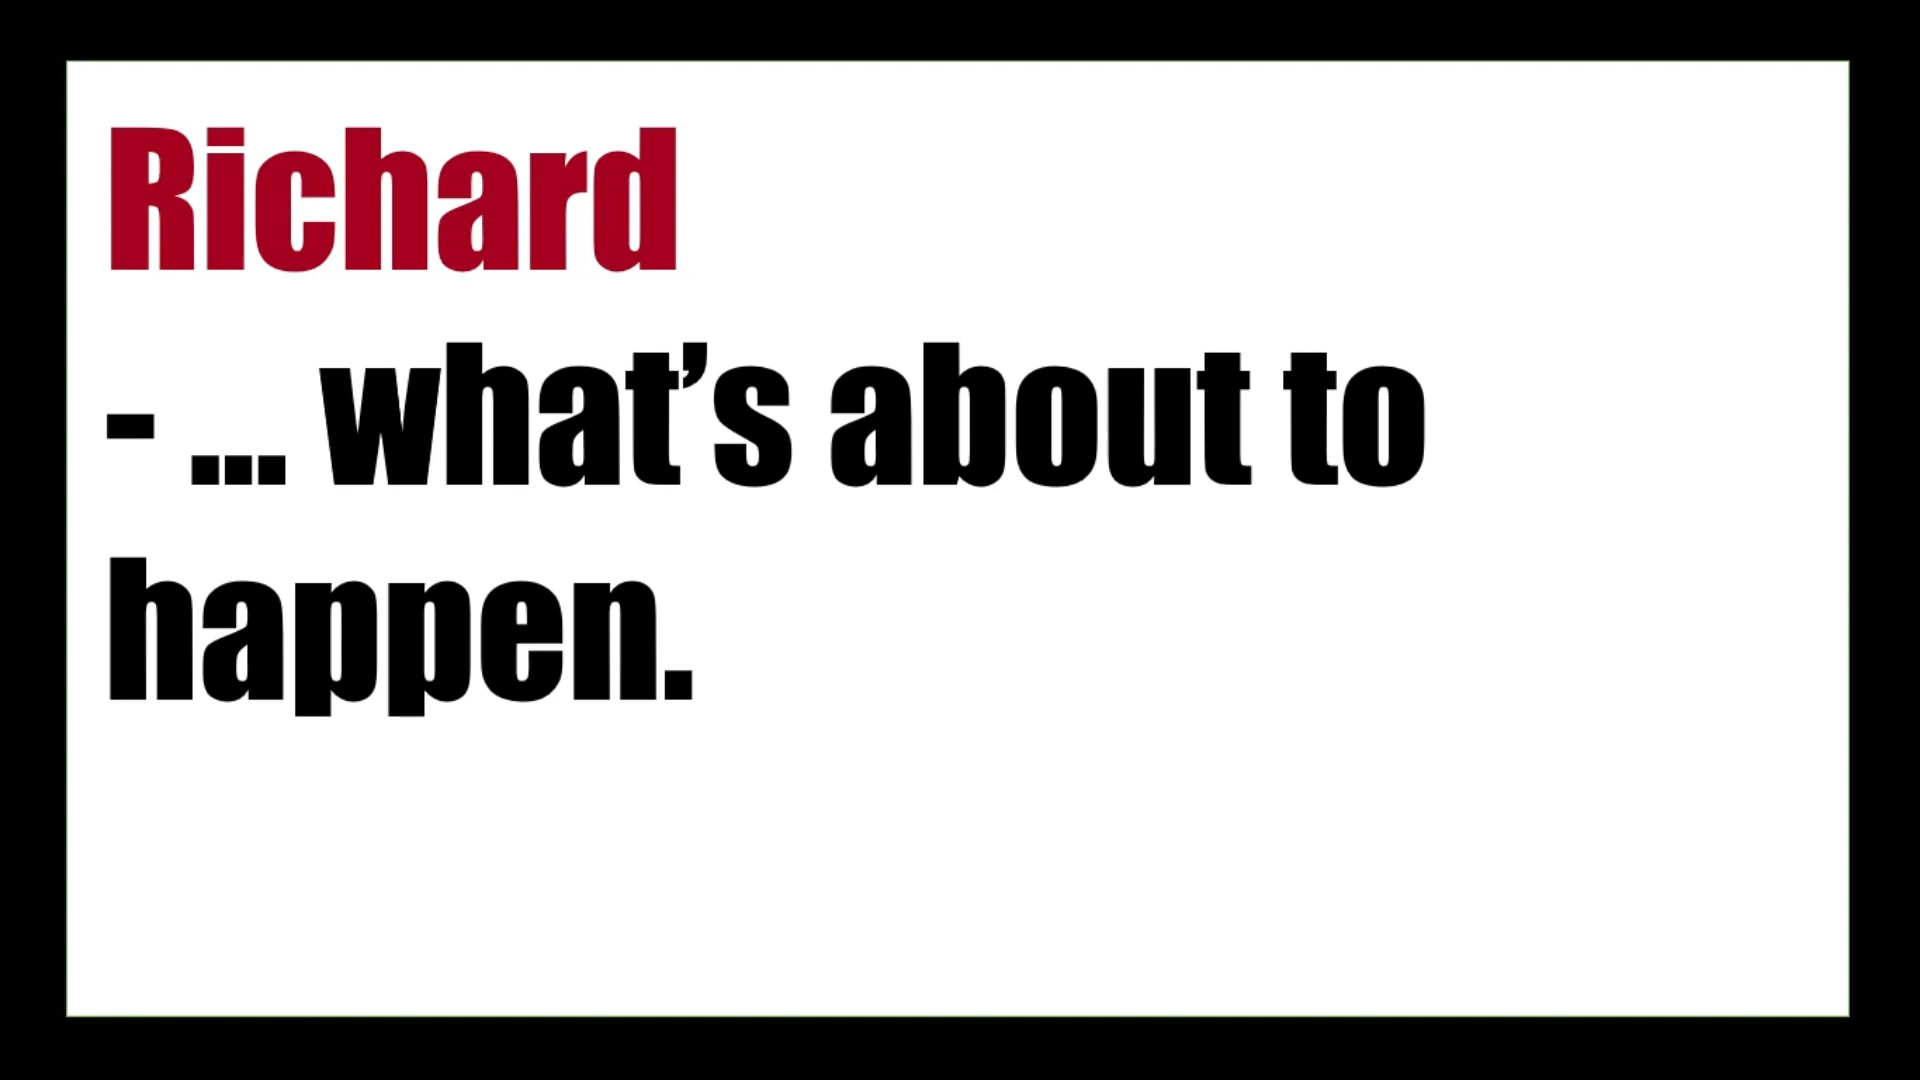 Richard
- ... what’s about to
happen.